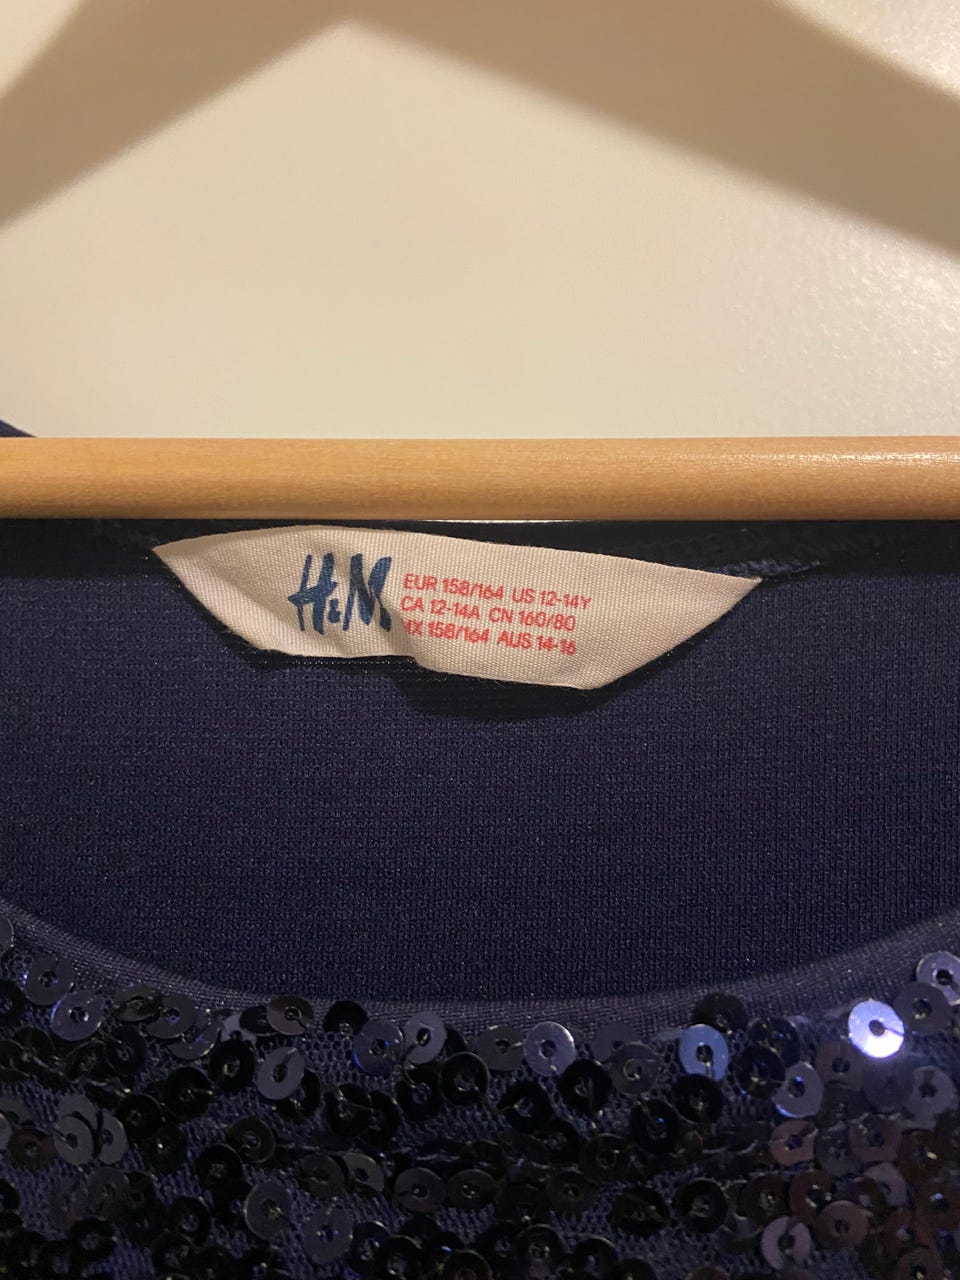 H&M
EUR 158/164 US 12-14Y
CA 12-14A CN 160/80
MX 158/164 AUS 14-16